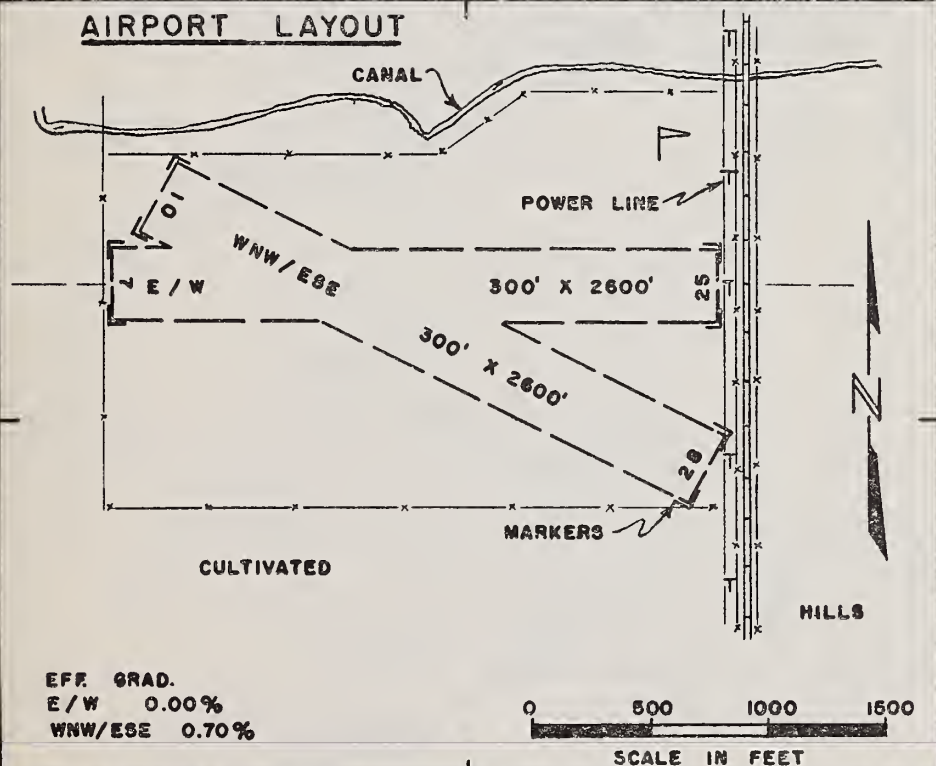 AIRPORT LAYOUT
CANAL
POWER LINE
10
WNW/ESE
7
E/W
300' X 2600'
25
300' X 2600'
N
28
MARKERS
CULTIVATED
HILLS
EFF. GRAD.
E/W 0.00%
WNW/ESE 0.70%
0 500 1000 1500
SCALE IN FEET